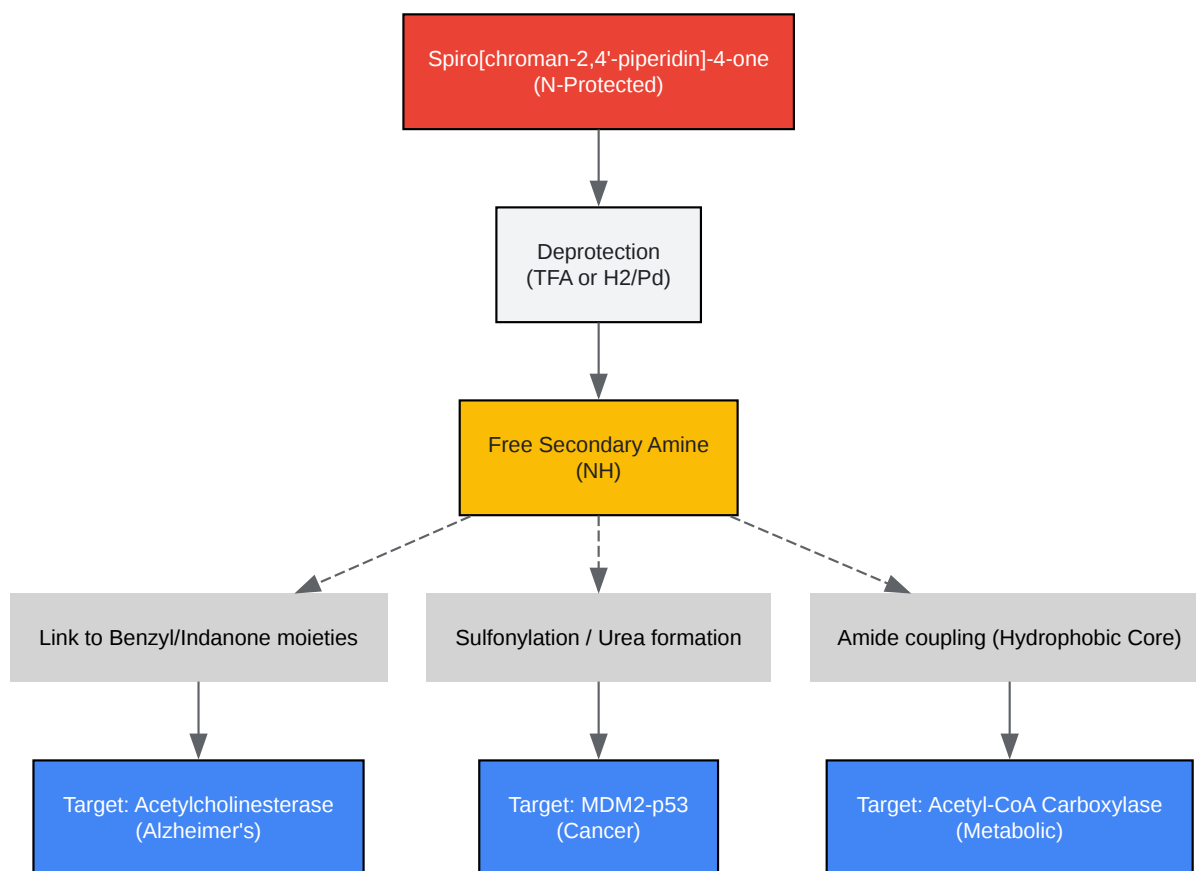 Spiro[chroman-2,4'-piperidin]-4-one
(N-Protected)
Deprotection
(TFA or H2/Pd)
Free Secondary Amine
(NH)
Link to Benzyl/Indanone moieties
Sulfonylation / Urea formation
Amide coupling (Hydrophobic Core)
Target: Acetylcholinesterase
(Alzheimer's)
Target: MDM2-p53
(Cancer)
Target: Acetyl-CoA Carboxylase
(Metabolic)